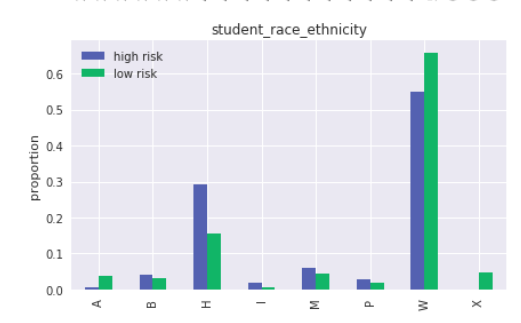 student_race_ethnicity
high risk
low risk
proportion
0.6
0.5
0.4
0.3
0.2
0.1
0.0
A
B
H
I
M
P
W
X